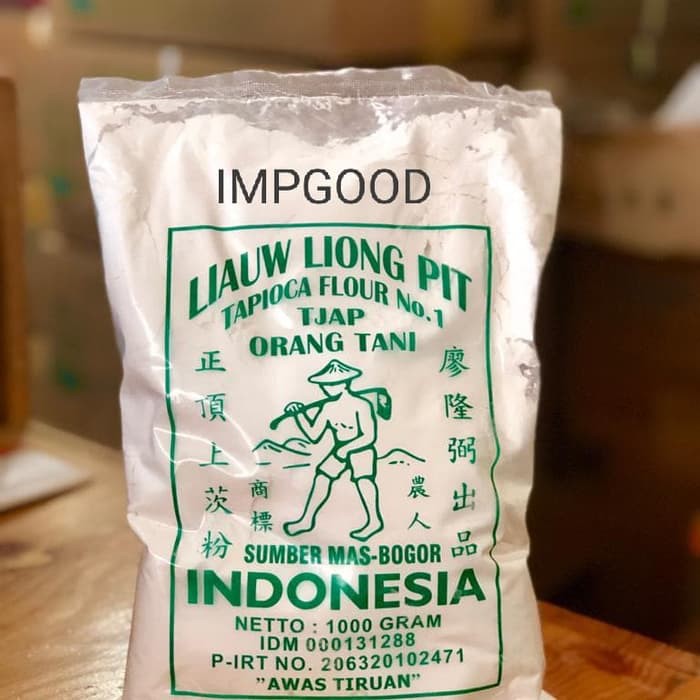 IMPGOOD
LIAUW LIONG PIT
TAPIOCA FLOUR No.1
TJAP
ORANG TANI
正頂上茨粉
廖隆弼出品
商標
農人
SUMBER MAS-BOGOR
INDONESIA
NETTO : 1000 GRAM
IDM 000131288
P-IRT NO. 206320102471
"AWAS TIRUAN"